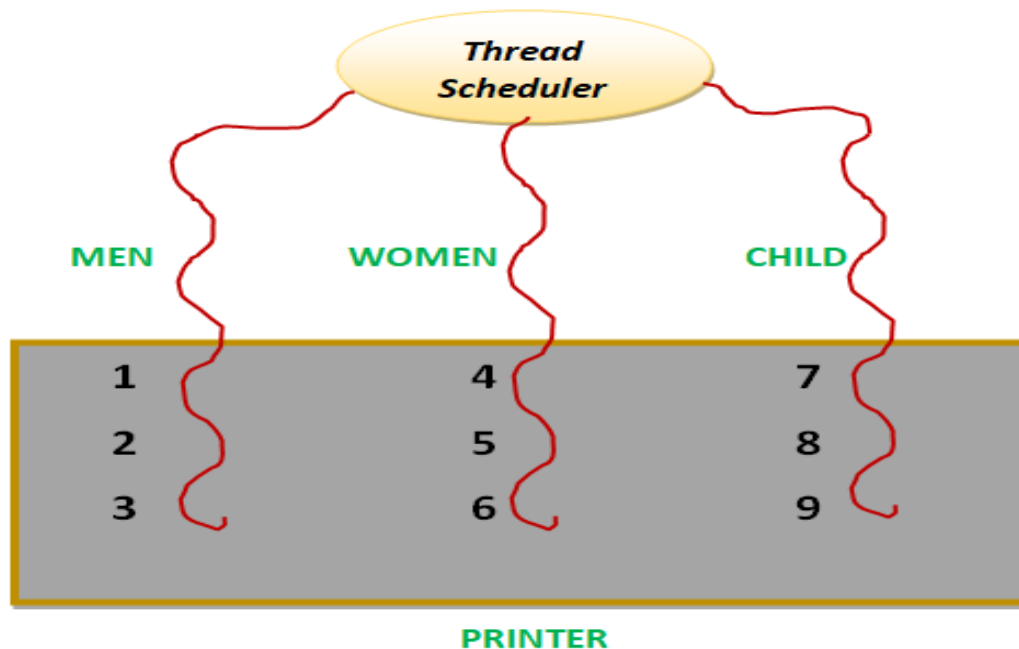 Thread
Scheduler
MEN WOMEN CHILD
1 4 7
2 5 8
3 6 9
PRINTER